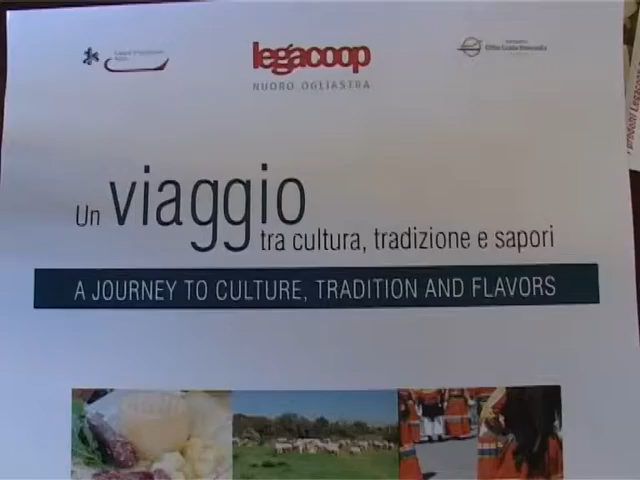 legacoop
NUORO OGLIASTRA
Un viaggio
tra cultura, tradizione e sapori
A JOURNEY TO CULTURE, TRADITION AND FLAVORS